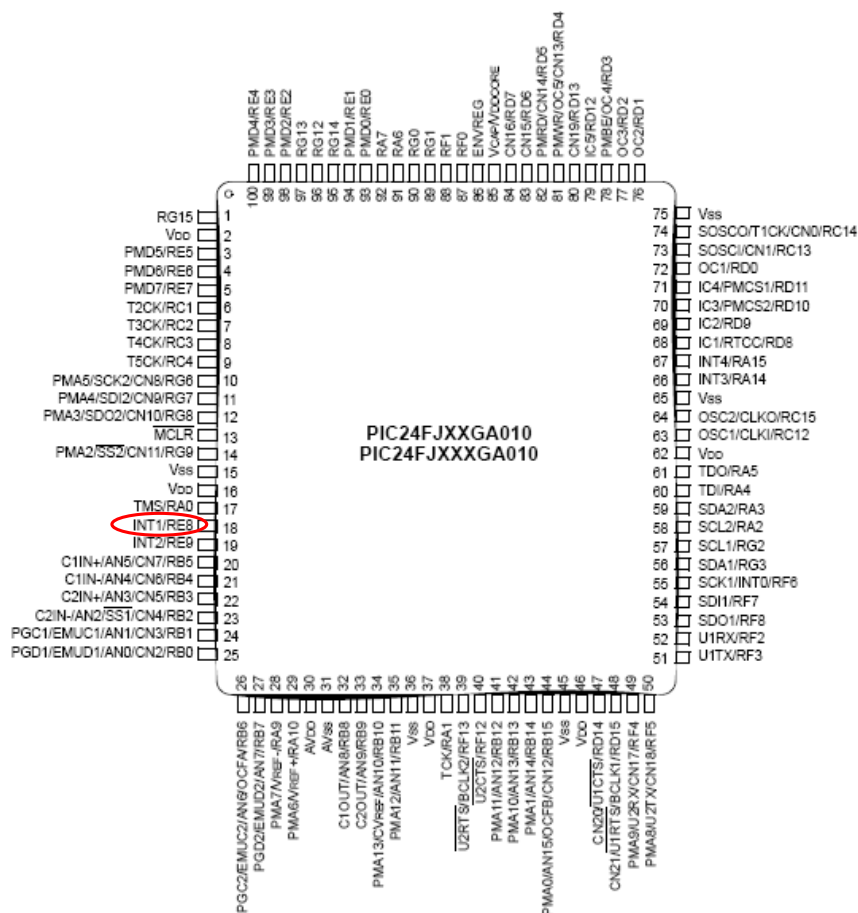 PMD4/RE4
PMD3/RE3
PMD2/RE2
RG13
RG12
RG14
PMD1/RE1
PMD0/RE0
RA7
RA6
RG0
RG1
RF1
RF0
ENVREG
VCAP/VDDCORE
CN16/RD7
CN15/RD6
PMRD/CN14/RD5
PMWR/OC5/CN13/RD4
CN19/RD13
IC5/RD12
PMBE/OC4/RD3
OC3/RD2
OC2/RD1
100
99
98
97
96
95
94
93
92
91
90
89
88
87
86
85
84
83
82
81
80
79
78
77
76
RG15 1
VDD 2
PMD5/RE5 3
PMD6/RE6 4
PMD7/RE7 5
T2CK/RC1 6
T3CK/RC2 7
T4CK/RC3 8
T5CK/RC4 9
PMA5/SCK2/CN8/RG6 10
PMA4/SDI2/CN9/RG7 11
PMA3/SDO2/CN10/RG8 12
MCLR 13
PMA2/SS2/CN11/RG9 14
VSS 15
VDD 16
TMS/RA0 17
INT1/RE8 18
INT2/RE9 19
C1IN+/AN5/CN7/RB5 20
C1IN-/AN4/CN6/RB4 21
C2IN+/AN3/CN5/RB3 22
C2IN-/AN2/SS1/CN4/RB2 23
PGC1/EMUC1/AN1/CN3/RB1 24
PGD1/EMUD1/AN0/CN2/RB0 25
PIC24FJXXGA010
PIC24FJXXXGA010
75 VSS
74 SOSCO/T1CK/CN0/RC14
73 SOSCI/CN1/RC13
72 OC1/RD0
71 IC4/PMCS1/RD11
70 IC3/PMCS2/RD10
69 IC2/RD9
68 IC1/RTCC/RD8
67 INT4/RA15
66 INT3/RA14
65 VSS
64 OSC2/CLKO/RC15
63 OSC1/CLKI/RC12
62 VDD
61 TDO/RA5
60 TDI/RA4
59 SDA2/RA3
58 SCL2/RA2
57 SCL1/RG2
56 SDA1/RG3
55 SCK1/INT0/RF6
54 SDI1/RF7
53 SDO1/RF8
52 U1RX/RF2
51 U1TX/RF3
26
27
28
29
30
31
32
33
34
35
36
37
38
39
40
41
42
43
44
45
46
47
48
49
50
PGC2/EMUC2/AN6/OCFA/RB6
PGD2/EMUD2/AN7/RB7
PMA7/VREF-/RA9
PMA6/VREF+/RA10
AVDD
AVSS
C1OUT/AN8/RB8
C2OUT/AN9/RB9
PMA13/CVREF/AN10/RB10
PMA12/AN11/RB11
VSS
VDD
TCK/RA1
U2RTS/BCLK2/RF13
U2CTS/RF12
PMA11/AN12/RB12
PMA10/AN13/RB13
PMA1/AN14/RB14
PMA0/AN15/OCFB/CN12/RB15
VSS
VDD
CN20/U1CTS/RD14
CN21/U1RTS/BCLK1/RD15
PMA9/U2RX/CN17/RF4
PMA8/U2TX/CN18/RF5